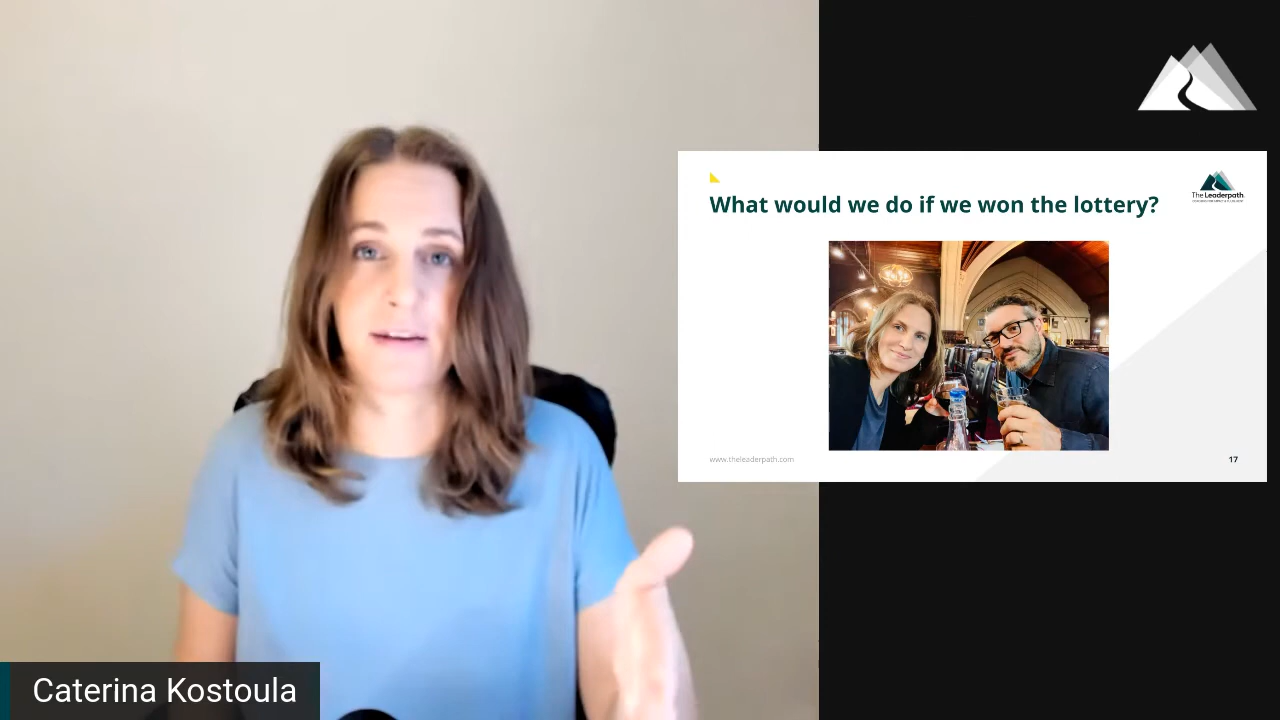 What would we do if we won the lottery?
The Leaderpath
www.theleaderpath.com
17
Caterina Kostoula